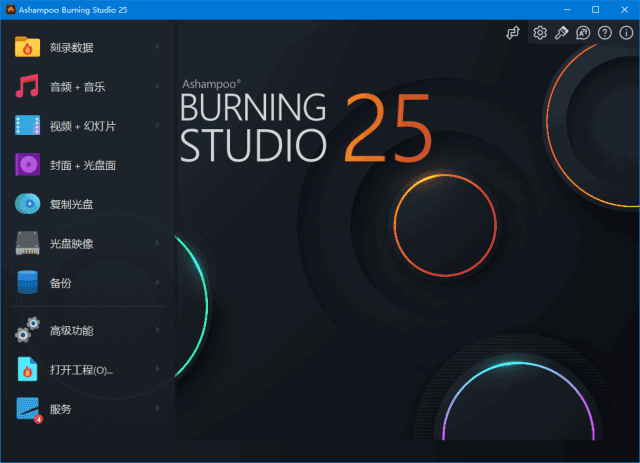 Ashampoo Burning Studio 25
刻录数据
音频 + 音乐
视频 + 幻灯片
封面 + 光盘面
复制光盘
光盘映像
备份
高级功能
打开工程(O)...
服务
4
Ashampoo®
BURNING
STUDIO 25